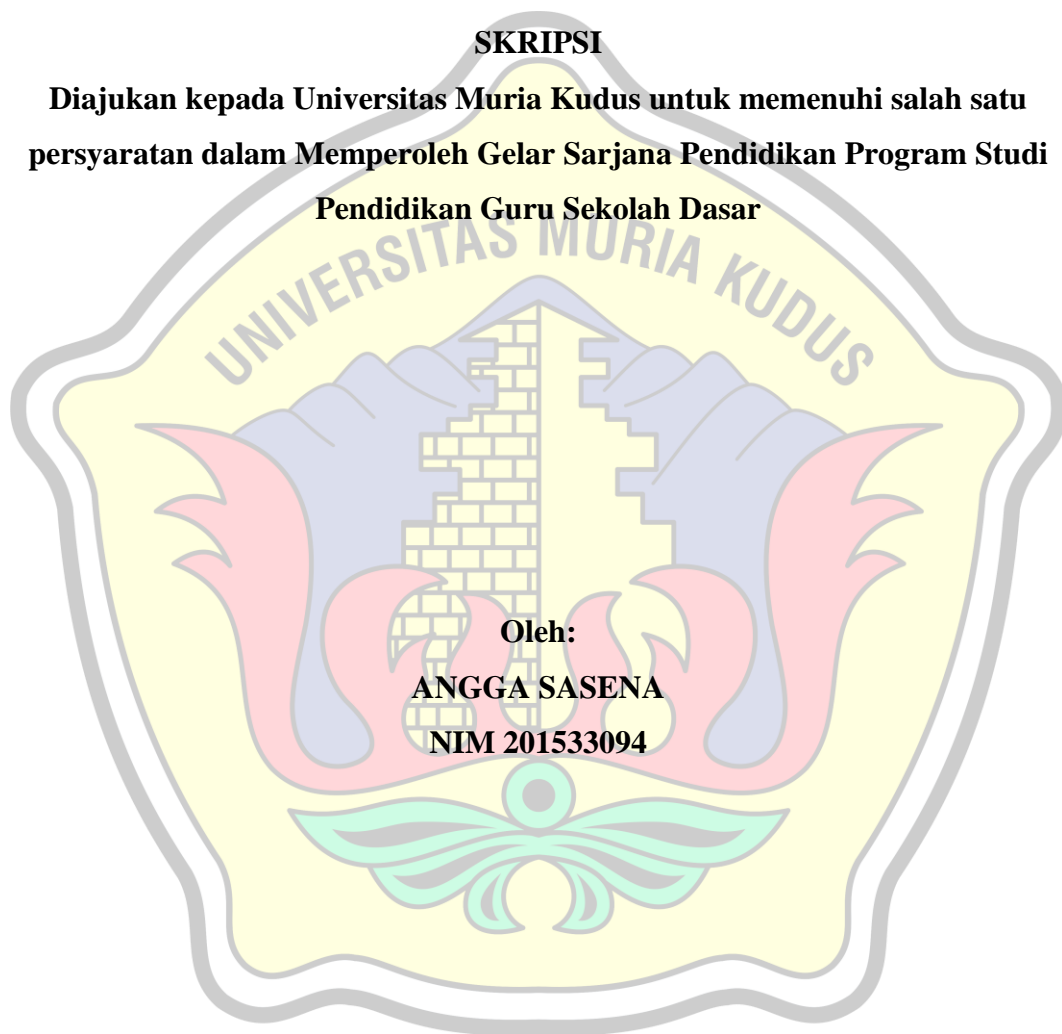 SKRIPSI
Diajukan kepada Universitas Muria Kudus untuk memenuhi salah satu
persyaratan dalam Memperoleh Gelar Sarjana Pendidikan Program Studi
Pendidikan Guru Sekolah Dasar
UNIVERSITAS MURIA KUDUS
Oleh:
ANGGA SASENA
NIM 201533094